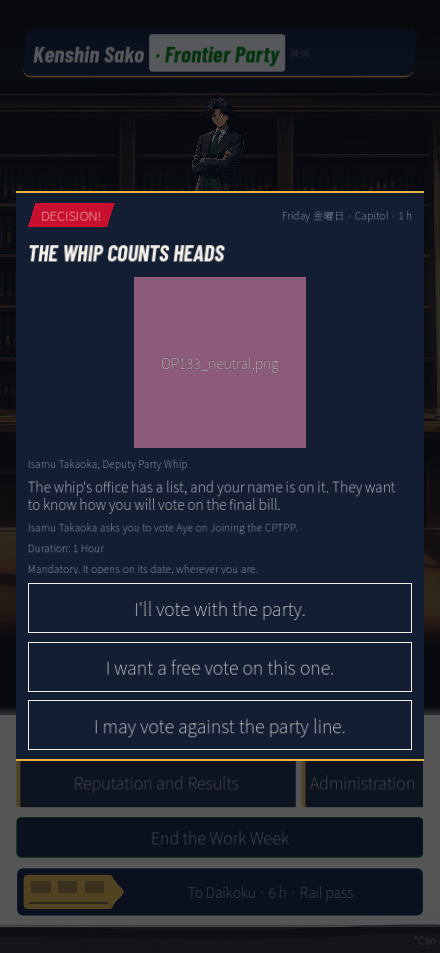 Kenshin Sako · Frontier Party
DECISION!
Friday 金曜日 · Capitol · 1 h
THE WHIP COUNTS HEADS
OP133_neutral.png
Isamu Takaoka, Deputy Party Whip
The whip's office has a list, and your name is on it. They want
to know how you will vote on the final bill.
Isamu Takaoka asks you to vote Aye on Joining the CPTPP.
Duration: 1 Hour
Mandatory. It opens on its date, wherever you are.
I'll vote with the party.
I want a free vote on this one.
I may vote against the party line.
Reputation and Results
Administration
End the Work Week
To Daikoku · 6 h · Rail pass
*Can